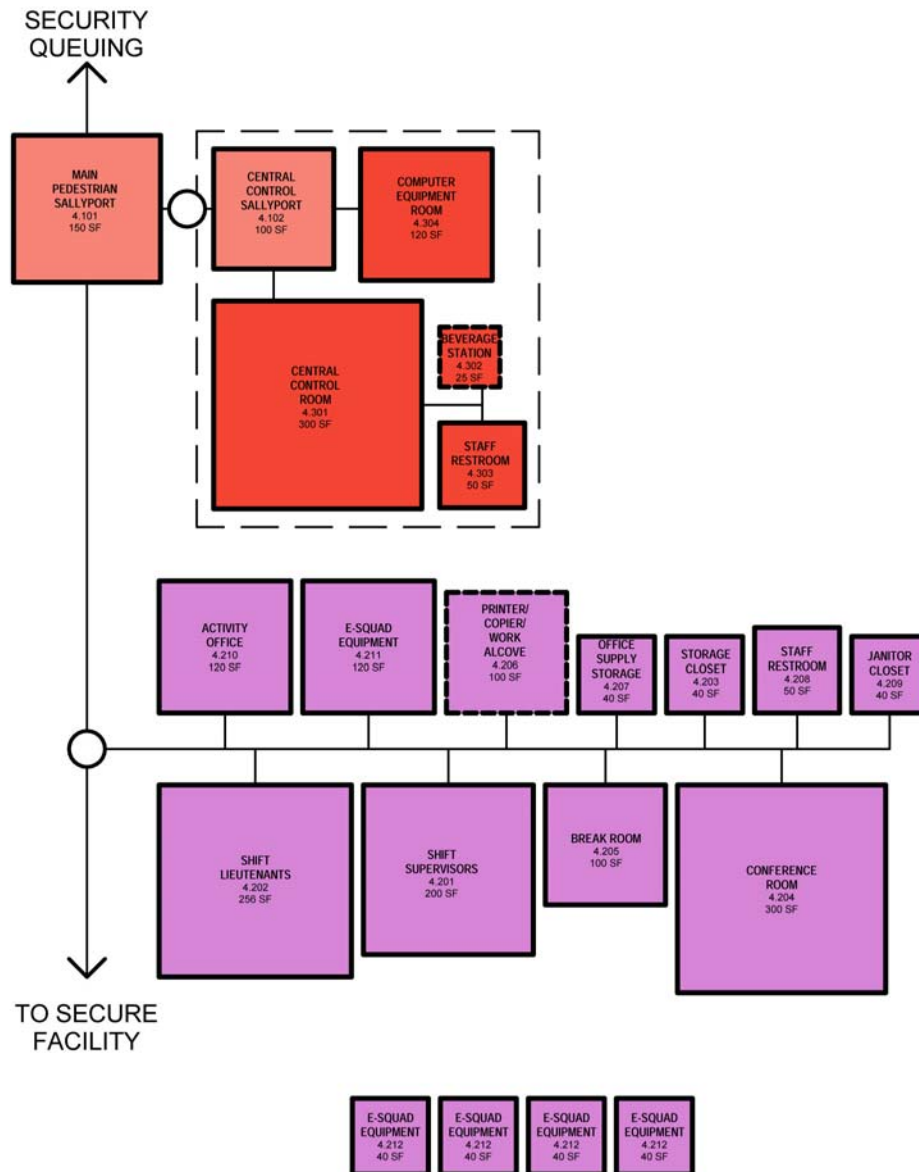 SECURITY
QUEUING
MAIN
PEDESTRIAN
SALLYPORT
4.101
150 SF
CENTRAL
CONTROL
SALLYPORT
4.102
100 SF
COMPUTER
EQUIPMENT
ROOM
4.304
120 SF
CENTRAL
CONTROL
ROOM
4.301
300 SF
BEVERAGE
STATION
4.302
25 SF
STAFF
RESTROOM
4.303
50 SF
ACTIVITY
OFFICE
4.210
120 SF
E-SQUAD
EQUIPMENT
4.211
120 SF
PRINTER/
COPIER/
WORK
ALCOVE
4.206
100 SF
OFFICE
SUPPLY
STORAGE
4.207
40 SF
STORAGE
CLOSET
4.203
40 SF
STAFF
RESTROOM
4.208
50 SF
JANITOR
CLOSET
4.209
40 SF
SHIFT
LIEUTENANTS
4.202
256 SF
SHIFT
SUPERVISORS
4.201
200 SF
BREAK ROOM
4.205
100 SF
CONFERENCE
ROOM
4.204
300 SF
TO SECURE
FACILITY
E-SQUAD
EQUIPMENT
4.212
40 SF
E-SQUAD
EQUIPMENT
4.212
40 SF
E-SQUAD
EQUIPMENT
4.212
40 SF
E-SQUAD
EQUIPMENT
4.212
40 SF